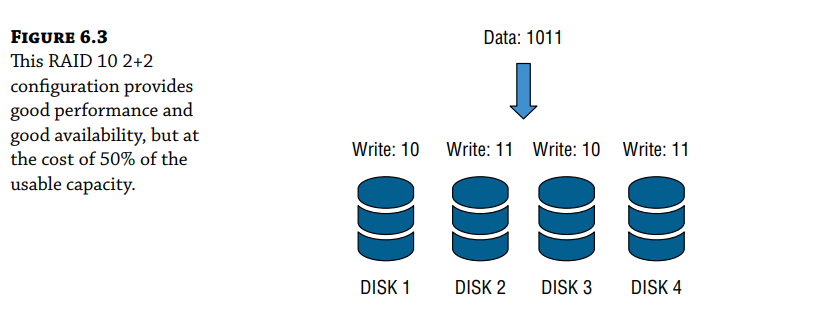 FIGURE 6.3
This RAID 10 2+2
configuration provides
good performance and
good availability, but at
the cost of 50% of the
usable capacity.
Data: 1011
Write: 10 Write: 11 Write: 10 Write: 11
DISK 1 DISK 2 DISK 3 DISK 4